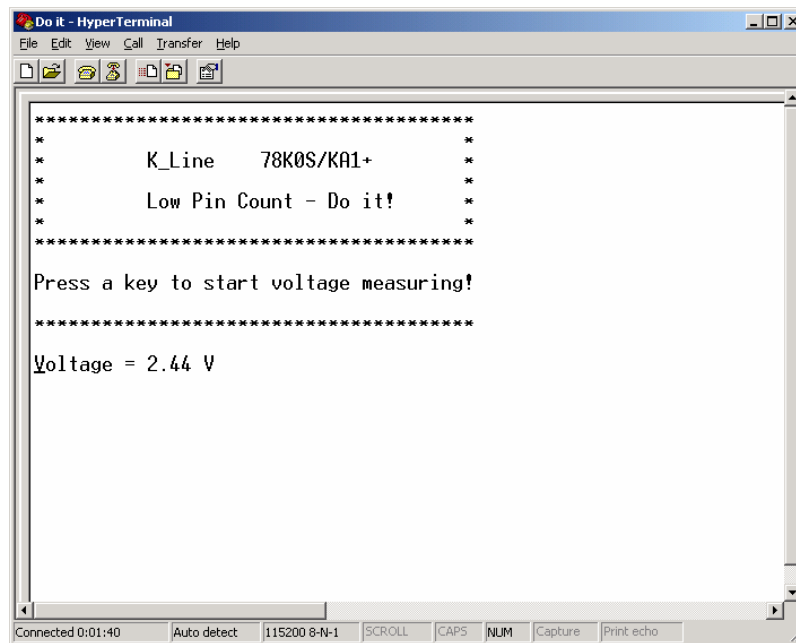 Do it - HyperTerminal
File Edit View Call Transfer Help
***************************************
* *
* K_Line 78K0S/KA1+ *
* *
* Low Pin Count - Do it! *
* *
***************************************
Press a key to start voltage measuring!
***************************************
Voltage = 2.44 V
Connected 0:01:40 Auto detect 115200 8-N-1 SCROLL CAPS NUM Capture Print echo